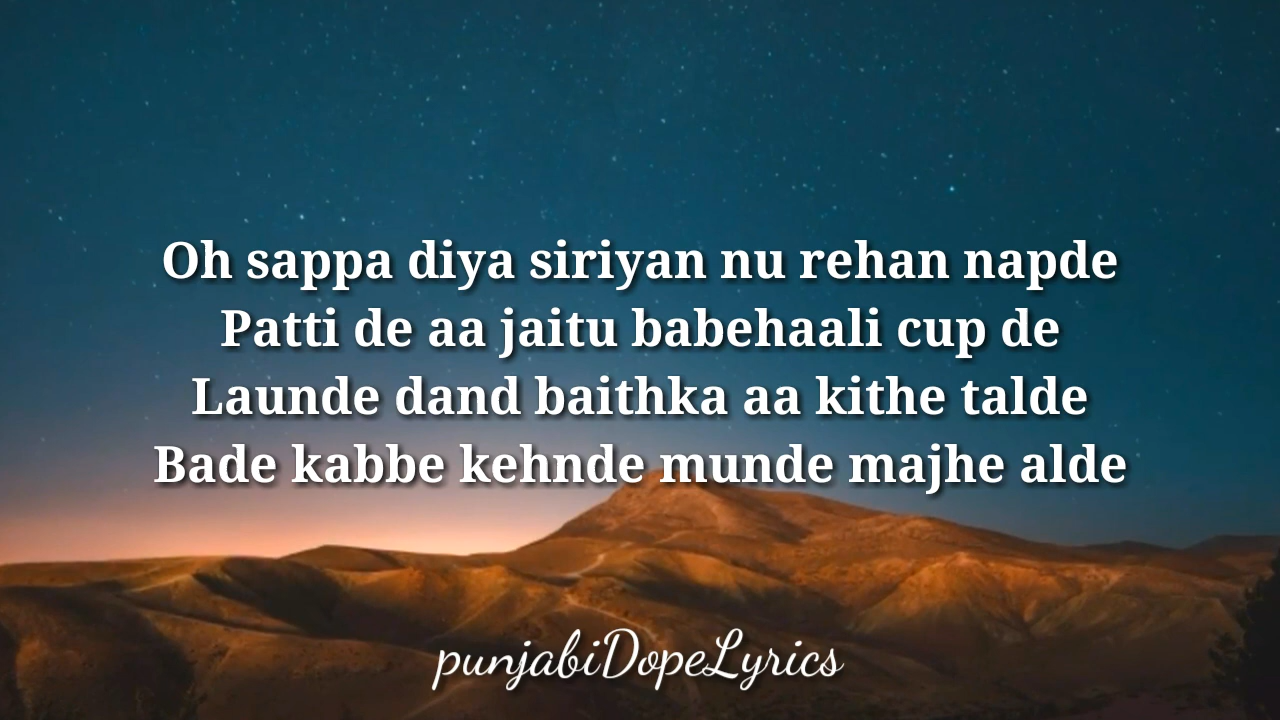 Oh sappa diya siriyan nu rehan napde
Patti de aa jaitu babehaali cup de
Launde dand baithka aa kithe talde
Bade kabbe kehnde munde majhe alde
punjabiDopeLyrics